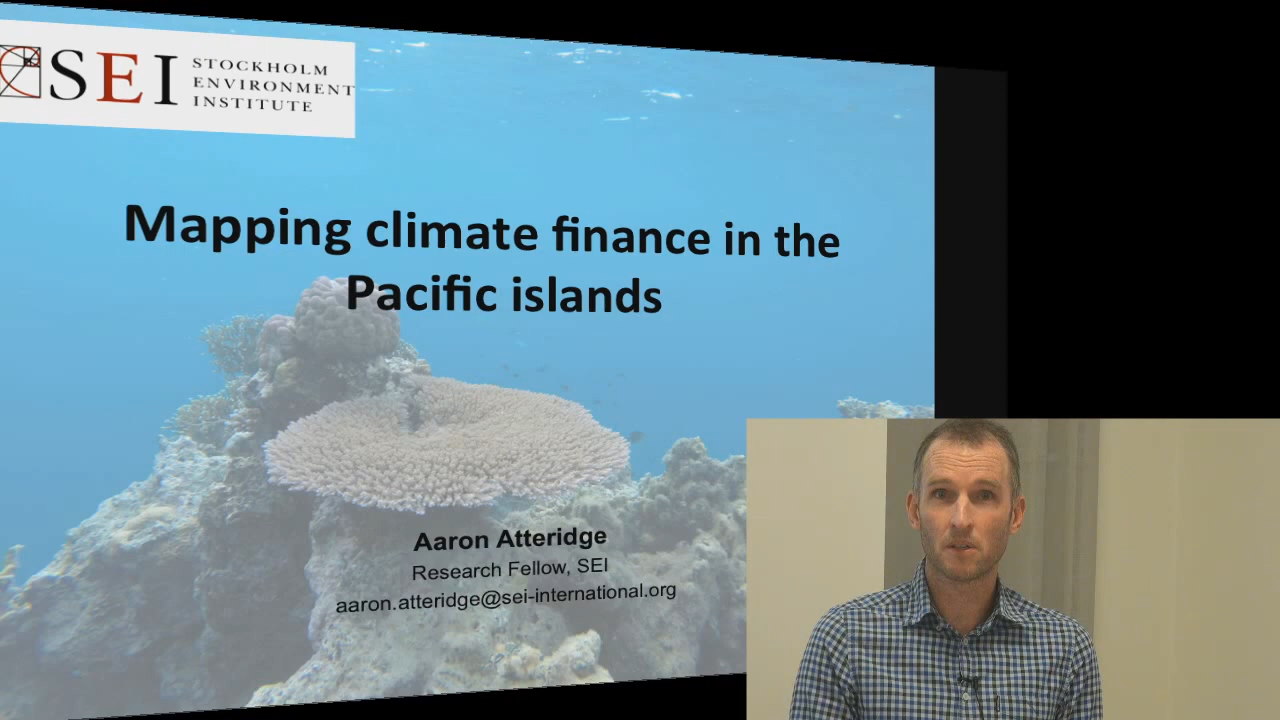 SEI
STOCKHOLM
ENVIRONMENT
INSTITUTE
Mapping climate finance in the
Pacific islands
Aaron Atteridge
Research Fellow, SEI
aaron.atteridge@sei-international.org